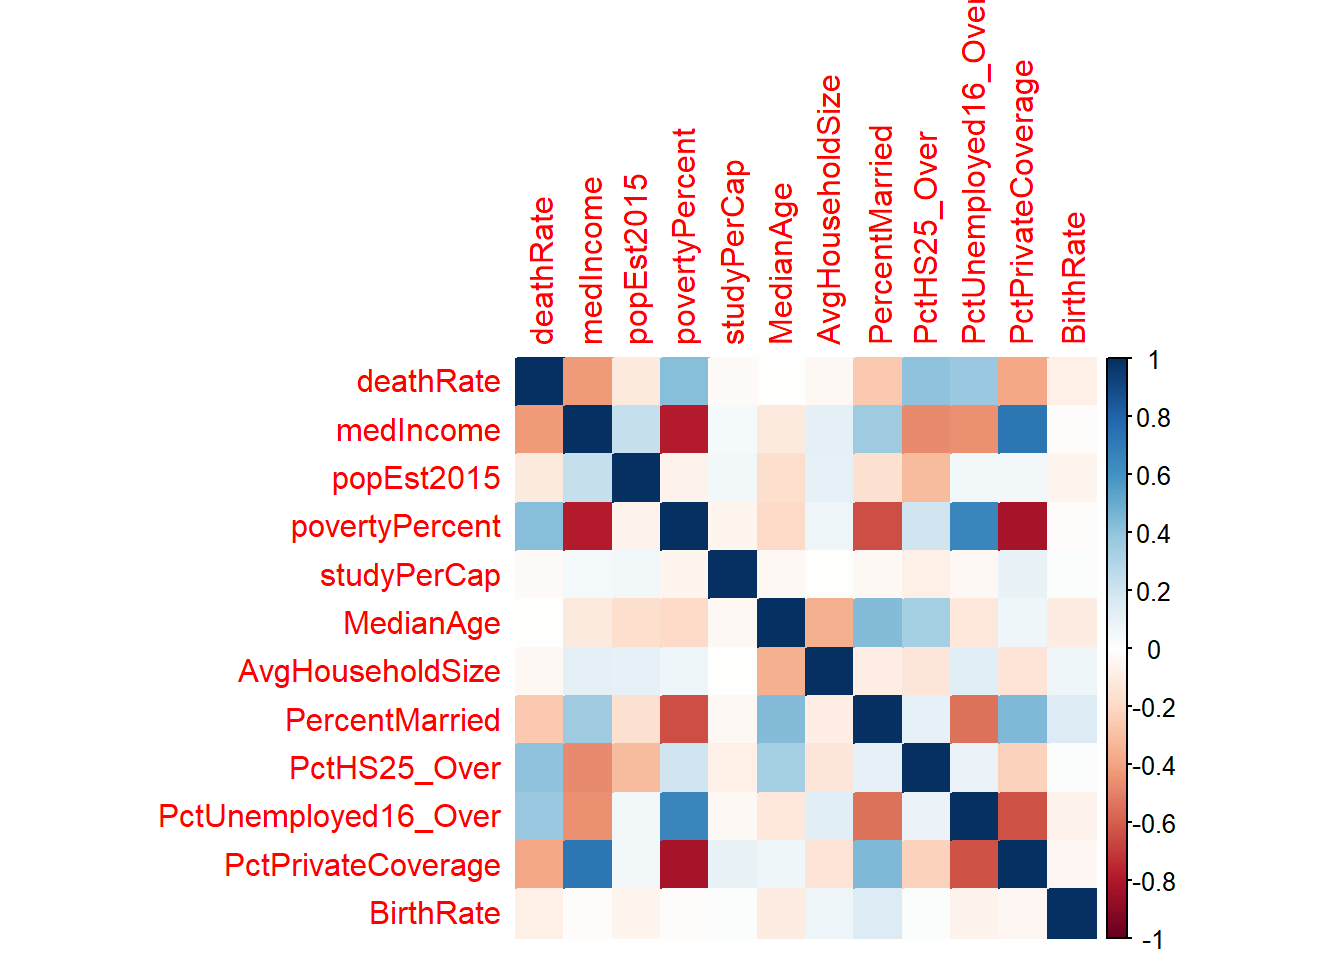 deathRate
medIncome
popEst2015
povertyPercent
studyPerCap
MedianAge
AvgHouseholdSize
PercentMarried
PctHS25_Over
PctUnemployed16_Over
PctPrivateCoverage
BirthRate
deathRate
medIncome
popEst2015
povertyPercent
studyPerCap
MedianAge
AvgHouseholdSize
PercentMarried
PctHS25_Over
PctUnemployed16_Over
PctPrivateCoverage
BirthRate
1
0.8
0.6
0.4
0.2
0
-0.2
-0.4
-0.6
-0.8
-1